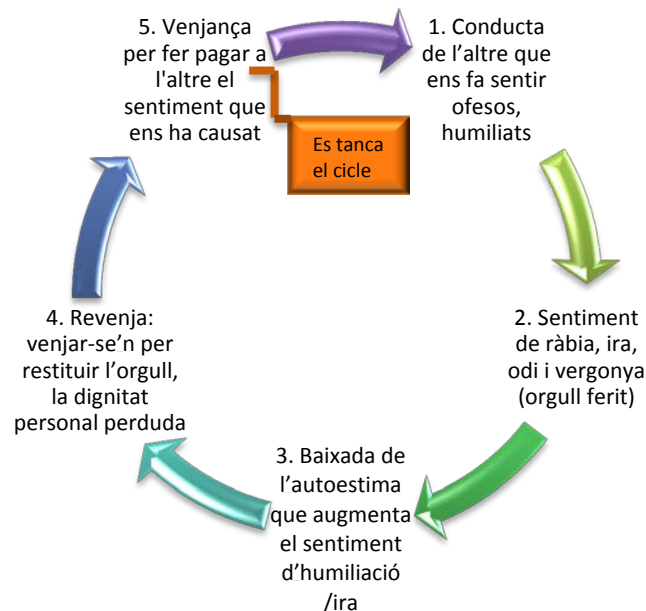 5. Venjança
per fer pagar a
l'altre el
sentiment que
ens ha causat
1. Conducta
de l’altre que
ens fa sentir
ofesos,
humiliats
Es tanca
el cicle
2. Sentiment
de ràbia, ira,
odi i vergonya
(orgull ferit)
3. Baixada de
l’autoestima
que augmenta
el sentiment
d’humiliació
/ira
4. Revenja:
venjar-se’n per
restituir l’orgull,
la dignitat
personal perduda